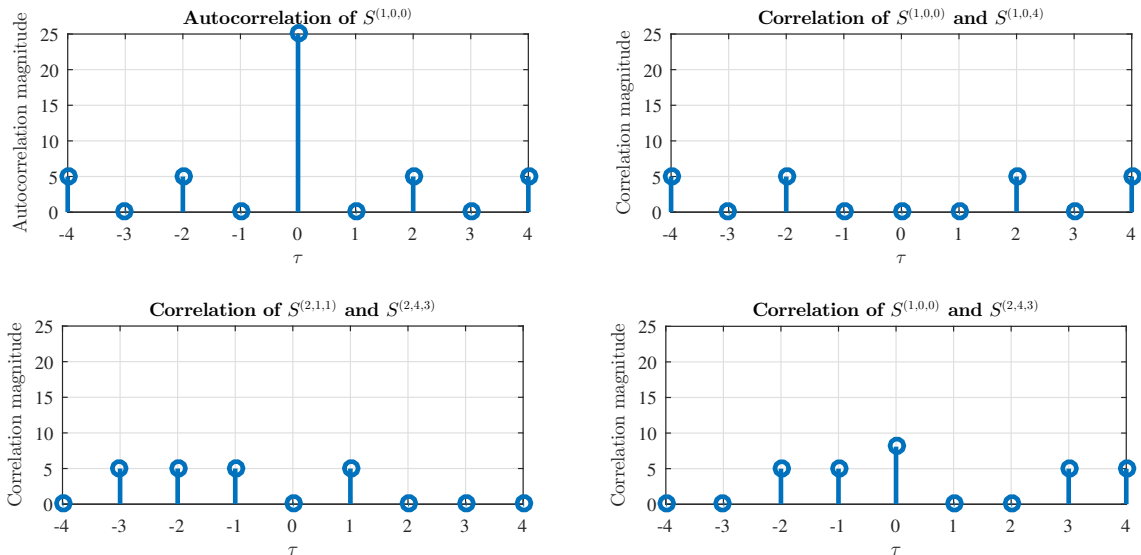 Autocorrelation of S^(1,0,0)
Autocorrelation magnitude
25
20
15
10
5
0
-4 -3 -2 -1 0 1 2 3 4
τ
Correlation of S^(1,0,0) and S^(1,0,4)
Correlation magnitude
25
20
15
10
5
0
-4 -3 -2 -1 0 1 2 3 4
τ
Correlation of S^(2,1,1) and S^(2,4,3)
Correlation magnitude
25
20
15
10
5
0
-4 -3 -2 -1 0 1 2 3 4
τ
Correlation of S^(1,0,0) and S^(2,4,3)
Correlation magnitude
25
20
15
10
5
0
-4 -3 -2 -1 0 1 2 3 4
τ